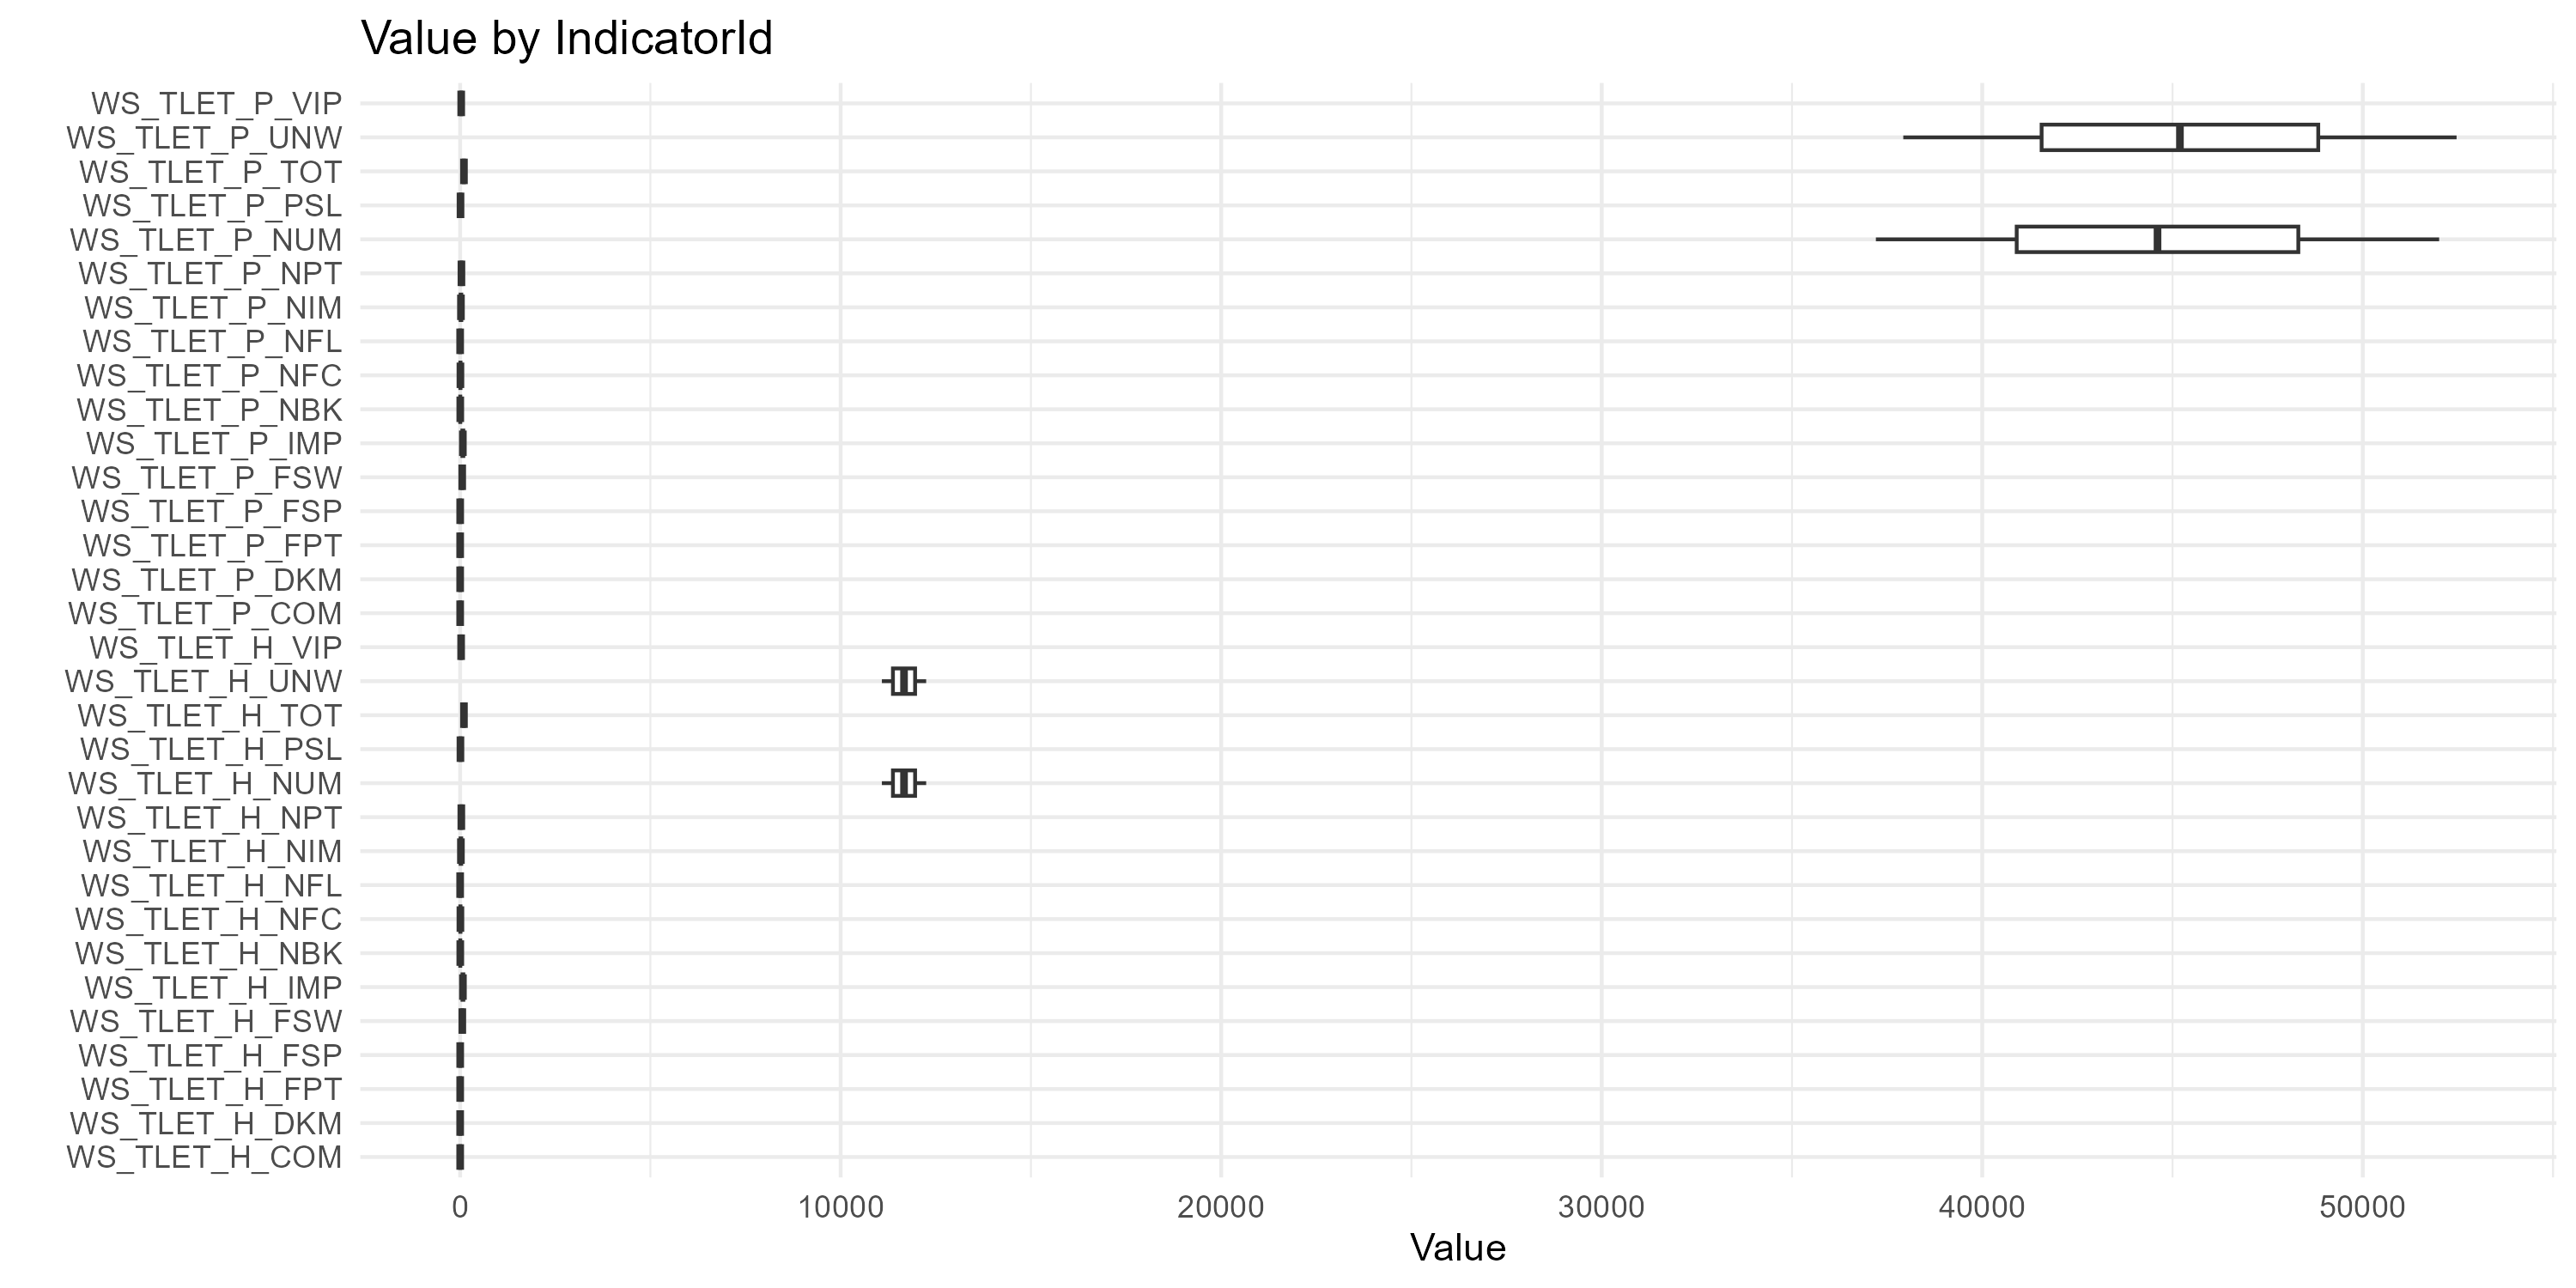 Value by IndicatorId
WS_TLET_P_VIP
WS_TLET_P_UNW
WS_TLET_P_TOT
WS_TLET_P_PSL
WS_TLET_P_NUM
WS_TLET_P_NPT
WS_TLET_P_NIM
WS_TLET_P_NFL
WS_TLET_P_NFC
WS_TLET_P_NBK
WS_TLET_P_IMP
WS_TLET_P_FSW
WS_TLET_P_FSP
WS_TLET_P_FPT
WS_TLET_P_DKM
WS_TLET_P_COM
WS_TLET_H_VIP
WS_TLET_H_UNW
WS_TLET_H_TOT
WS_TLET_H_PSL
WS_TLET_H_NUM
WS_TLET_H_NPT
WS_TLET_H_NIM
WS_TLET_H_NFL
WS_TLET_H_NFC
WS_TLET_H_NBK
WS_TLET_H_IMP
WS_TLET_H_FSW
WS_TLET_H_FSP
WS_TLET_H_FPT
WS_TLET_H_DKM
WS_TLET_H_COM
0 10000 20000 30000 40000 50000
Value